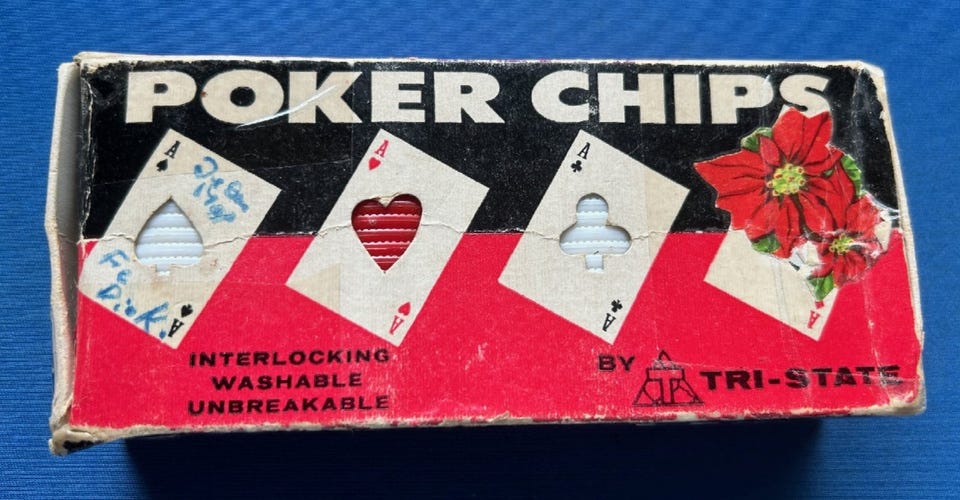 POKER CHIPS
A
A
A
A
A
A
A
INTERLOCKING
WASHABLE
UNBREAKABLE
BY TRI-STATE